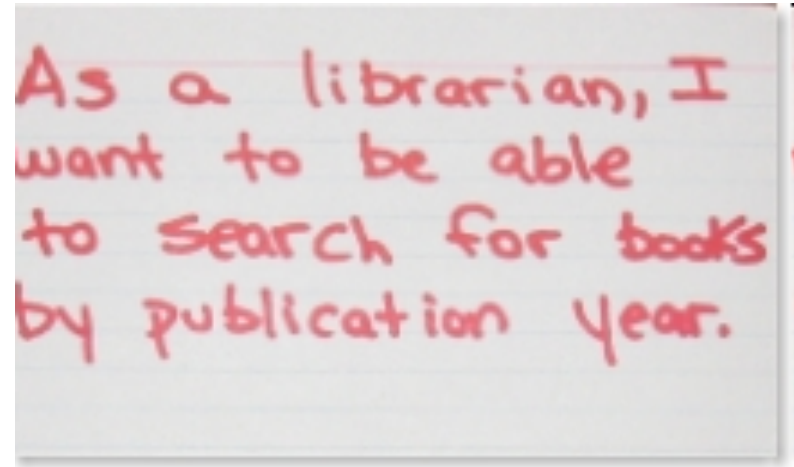 As a librarian, I
want to be able
to search for books
by publication year.